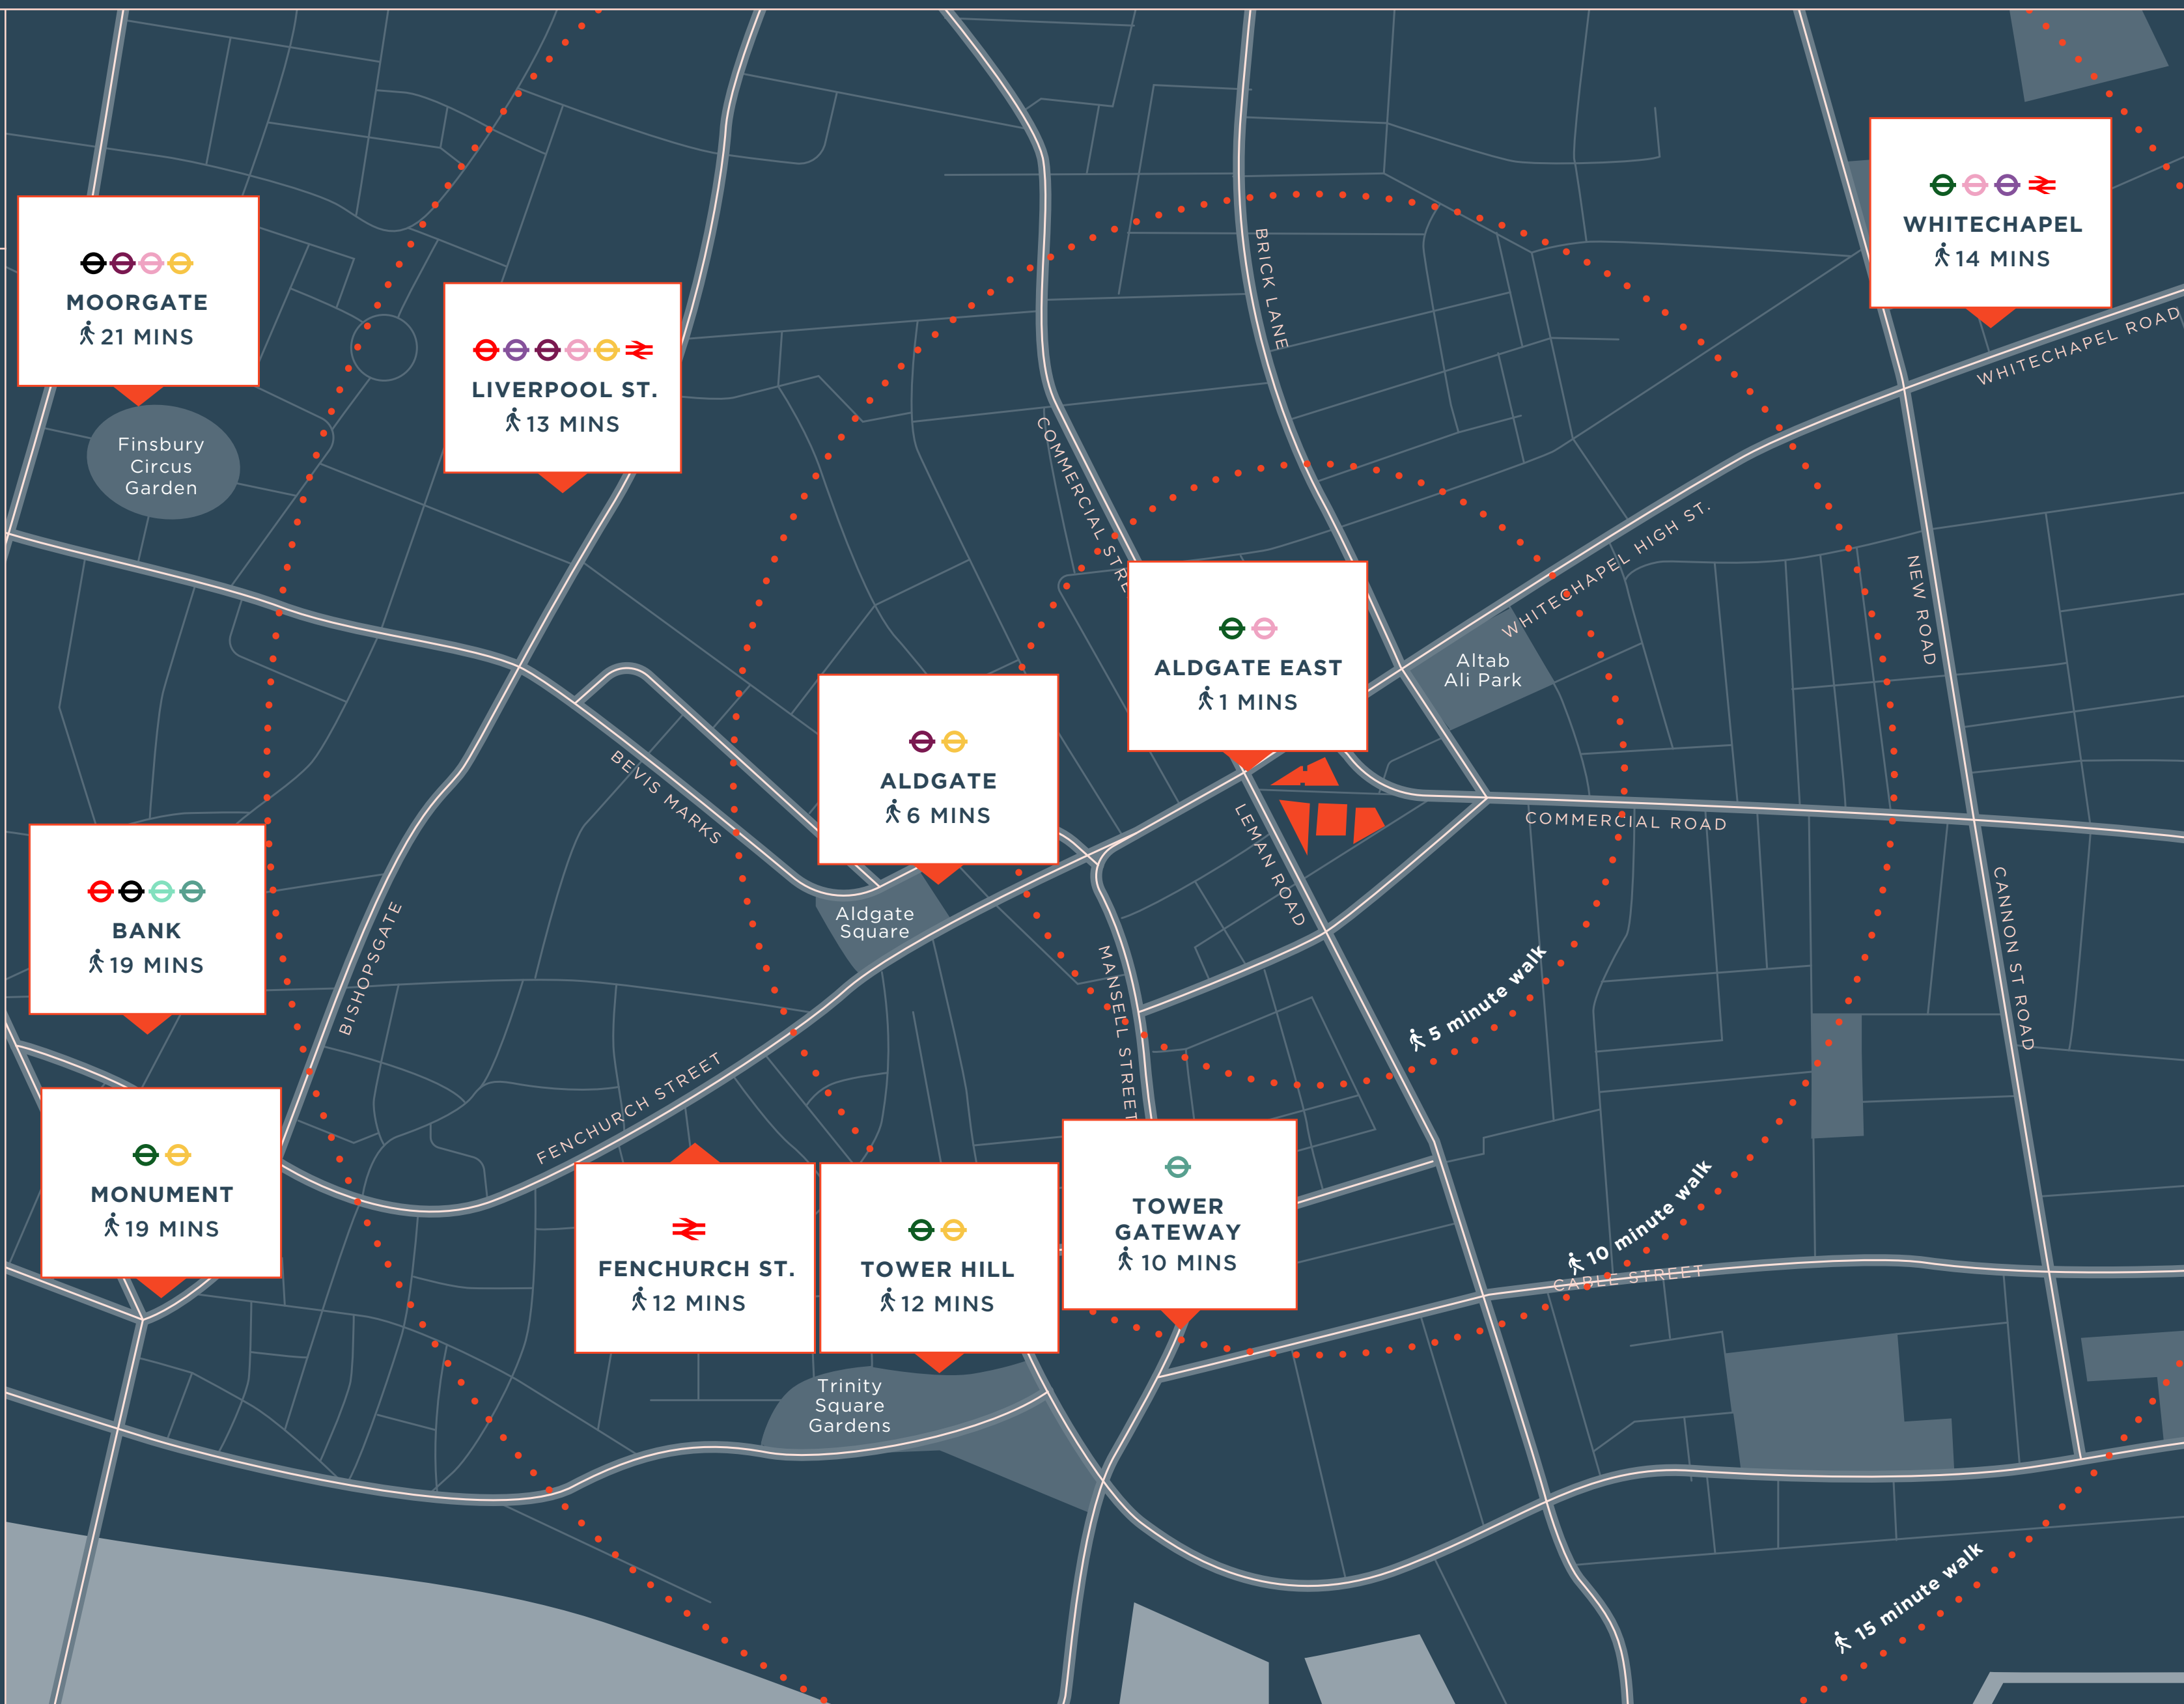 WHITECHAPEL
14 MINS
MOORGATE
21 MINS
BRICK LANE
WHITECHAPEL ROAD
LIVERPOOL ST.
13 MINS
Finsbury
Circus
Garden
COMMERCIAL STRE
WHITECHAPEL HIGH ST.
NEW ROAD
ALDGATE EAST
1 MINS
Altab
Ali Park
BEVIS MARKS
ALDGATE
6 MINS
LEMAN ROAD
COMMERCIAL ROAD
BANK
19 MINS
BISHOPSGATE
Aldgate
Square
MANSELL STREET
5 minute walk
CANNON ST ROAD
FENCHURCH STREET
MONUMENT
19 MINS
FENCHURCH ST.
12 MINS
TOWER HILL
12 MINS
TOWER
GATEWAY
10 MINS
10 minute walk
CABLE STREET
Trinity
Square
Gardens
15 minute walk